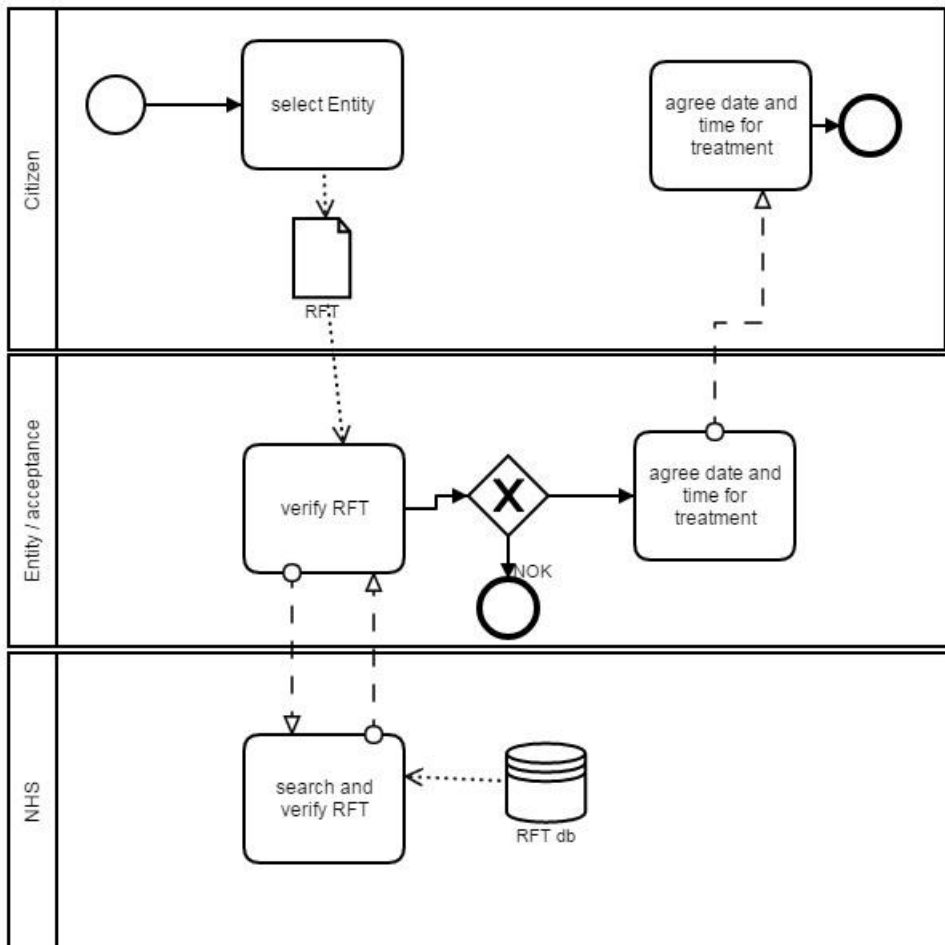 Citizen
select Entity
agree date and
time for
treatment
RFT
Entity / acceptance
verify RFT
agree date and
time for
treatment
NOK
NHS
search and
verify RFT
RFT db